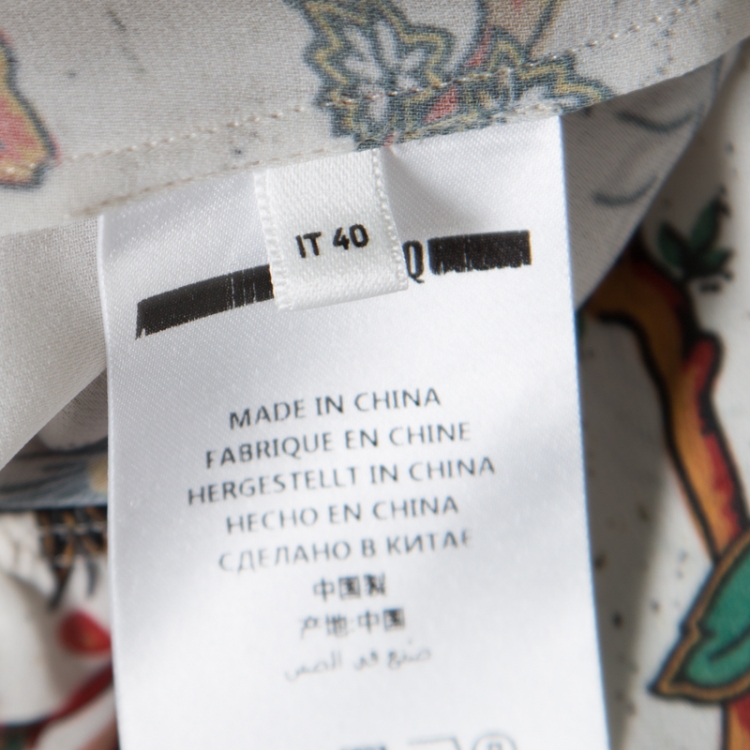 IT 40
Q
MADE IN CHINA
FABRIQUE EN CHINE
HERGESTELLT IN CHINA
HECHO EN CHINA
СДЕЛАНО В КИТАЕ
中国製
产地:中国
صنع في الصين